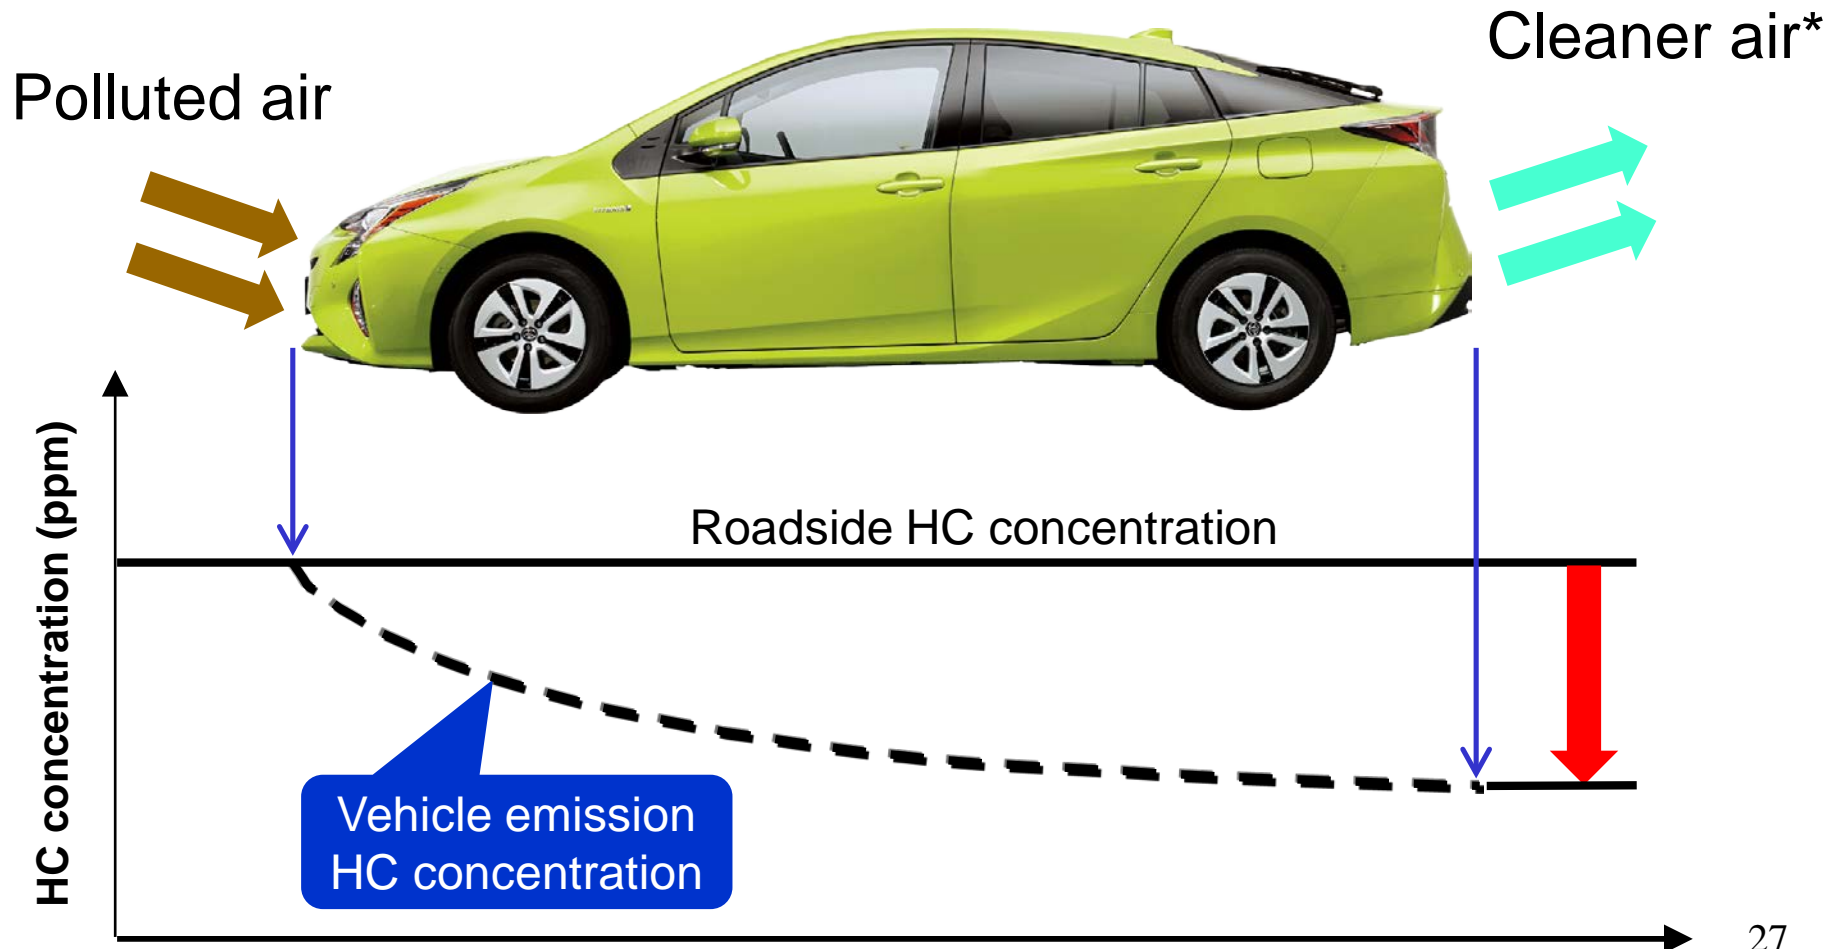 Cleaner air*
Polluted air
HC concentration (ppm)
Roadside HC concentration
Vehicle emission
HC concentration
27